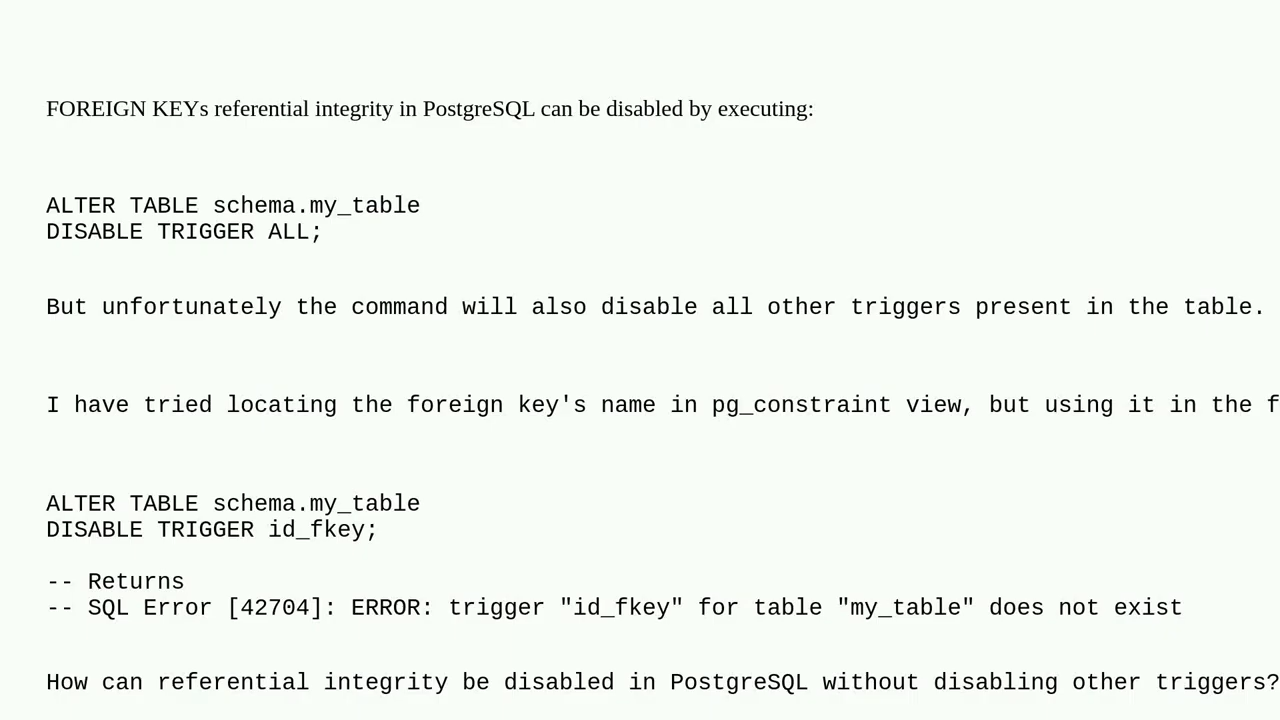 FOREIGN KEYs referential integrity in PostgreSQL can be disabled by executing:
ALTER TABLE schema.my_table
DISABLE TRIGGER ALL;
But unfortunately the command will also disable all other triggers present in the table.
I have tried locating the foreign key's name in pg_constraint view, but using it in the f
ALTER TABLE schema.my_table
DISABLE TRIGGER id_fkey;
-- Returns
-- SQL Error [42704]: ERROR: trigger "id_fkey" for table "my_table" does not exist
How can referential integrity be disabled in PostgreSQL without disabling other triggers?